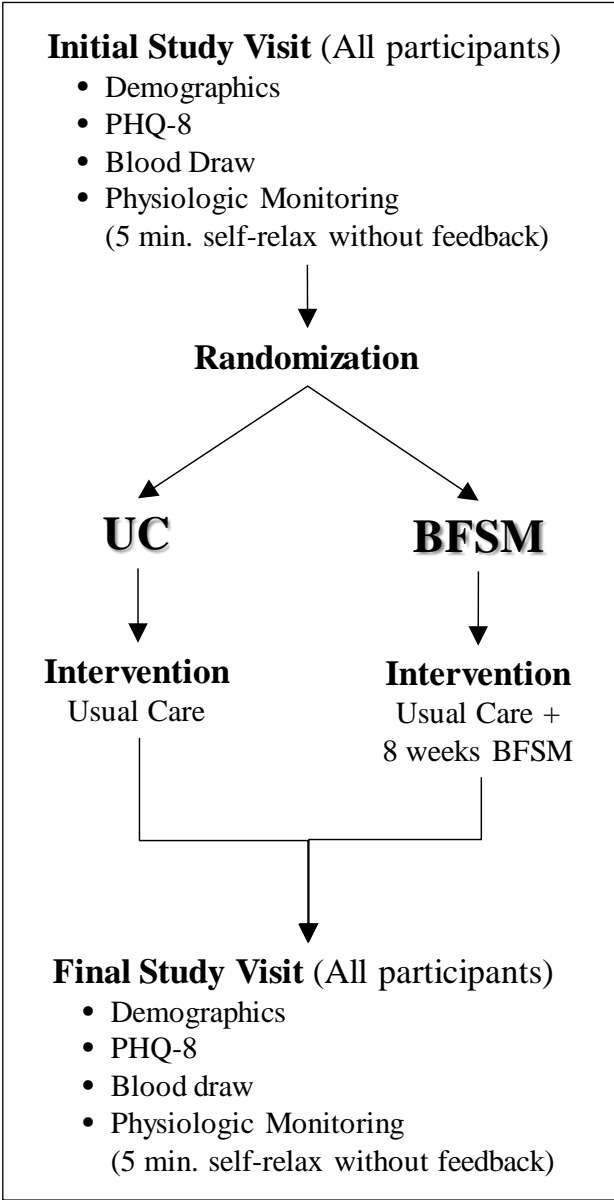 Initial Study Visit (All participants)
• Demographics
• PHQ-8
• Blood Draw
• Physiologic Monitoring
(5 min. self-relax without feedback)
Randomization
UC
BFSM
Intervention
Usual Care
Intervention
Usual Care +
8 weeks BFSM
Final Study Visit (All participants)
• Demographics
• PHQ-8
• Blood draw
• Physiologic Monitoring
(5 min. self-relax without feedback)